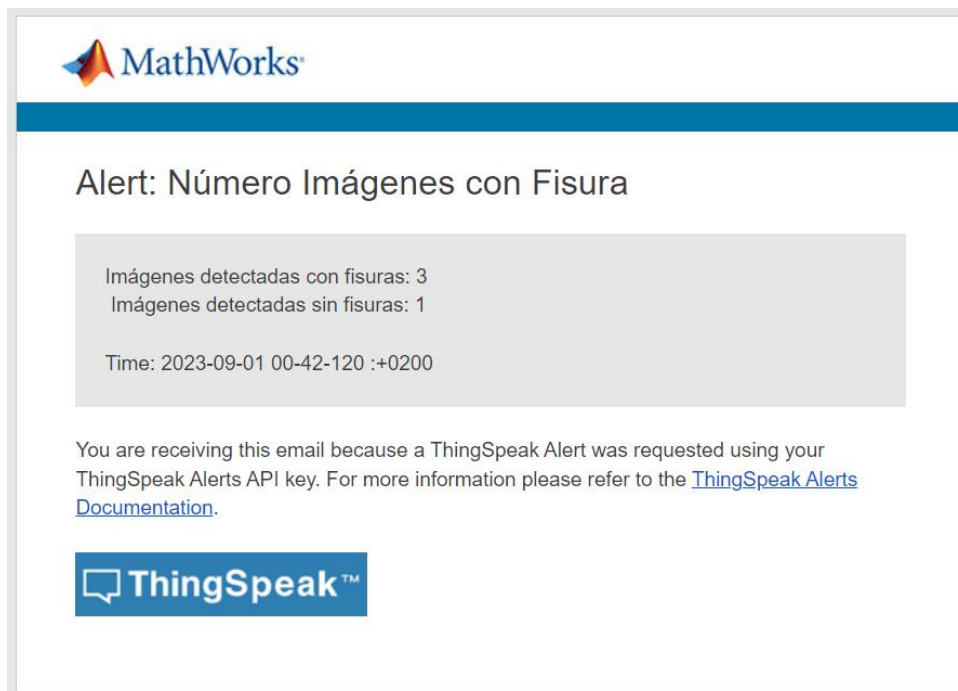 MathWorks®
Alert: Número Imágenes con Fisura
Imágenes detectadas con fisuras: 3
Imágenes detectadas sin fisuras: 1
Time: 2023-09-01 00-42-120 :+0200
You are receiving this email because a ThingSpeak Alert was requested using your
ThingSpeak Alerts API key. For more information please refer to the ThingSpeak Alerts
Documentation.
ThingSpeak™